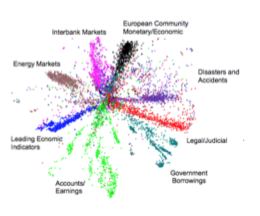 European Community
Monetary/Economic
Interbank Markets
Energy Markets
Disasters and
Accidents
Leading Ecnomic
Indicators
Legal/Judicial
Government
Borrowings
Accounts/
Earnings